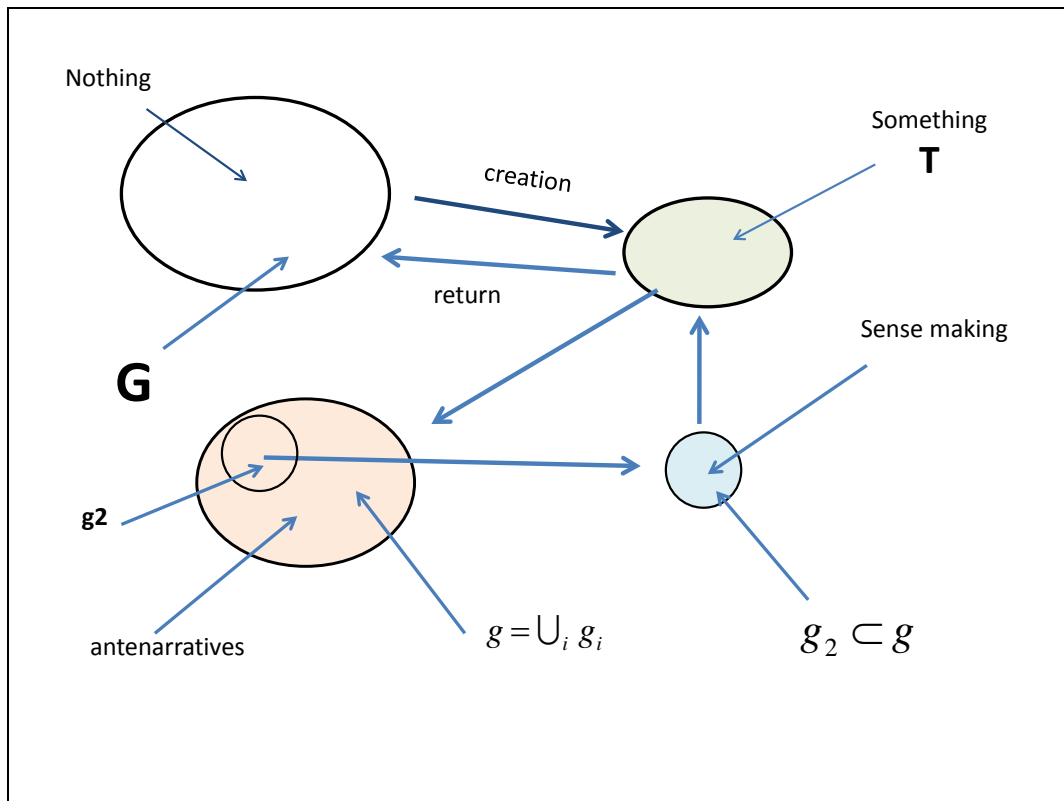 Nothing
Something
T
creation
return
G
Sense making
g2
antenarratives
g = ⋃ᵢ gᵢ
g₂ ⊂ g